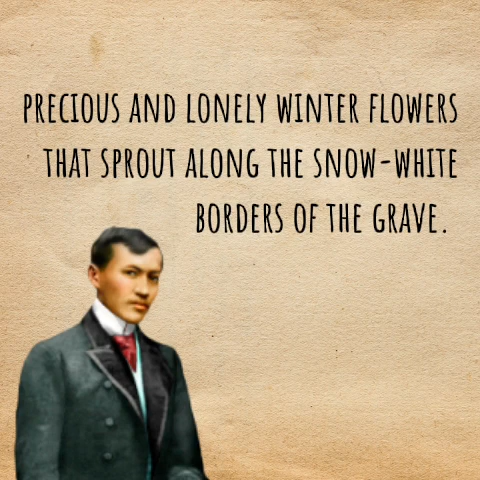 PRECIOUS AND LONELY WINTER FLOWERS
THAT SPROUT ALONG THE SNOW-WHITE
BORDERS OF THE GRAVE.